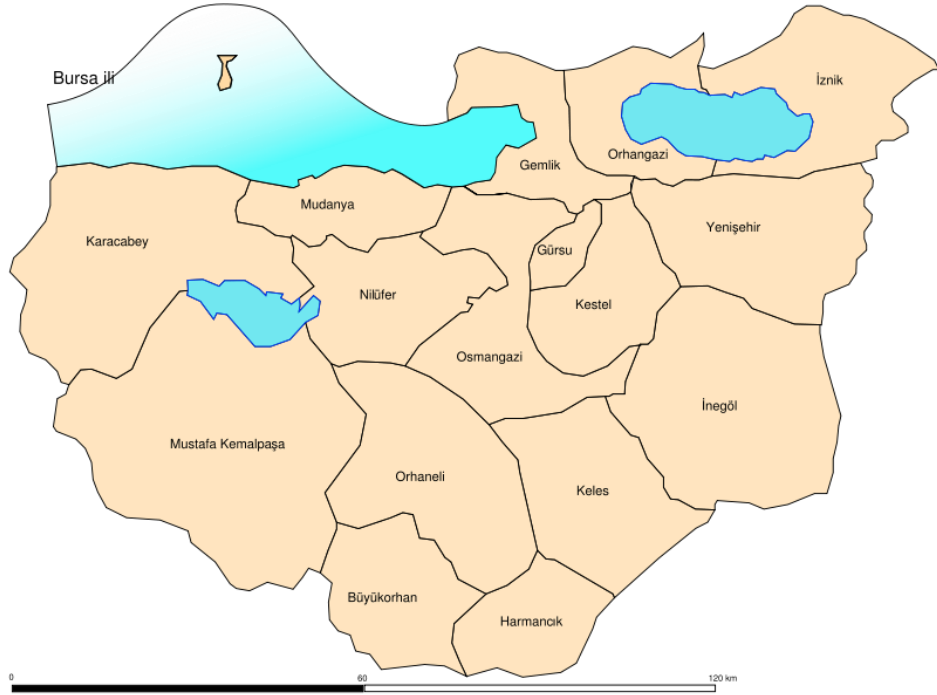 Bursa ili
İznik
Orhangazi
Gemlik
Mudanya
Karacabey
Yenişehir
Gürsu
Nilüfer
Kestel
Osmangazi
İnegöl
Mustafa Kemalpaşa
Orhaneli
Keles
Büyükorhan
Harmancık
0
60
120 km